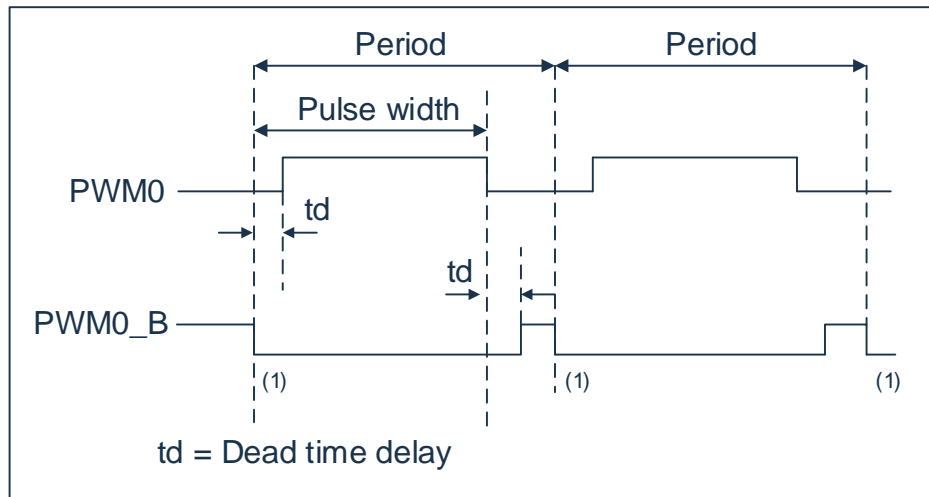 Period Period
Pulse width
PWM0
td
td
PWM0_B
(1) (1) (1)
td = Dead time delay